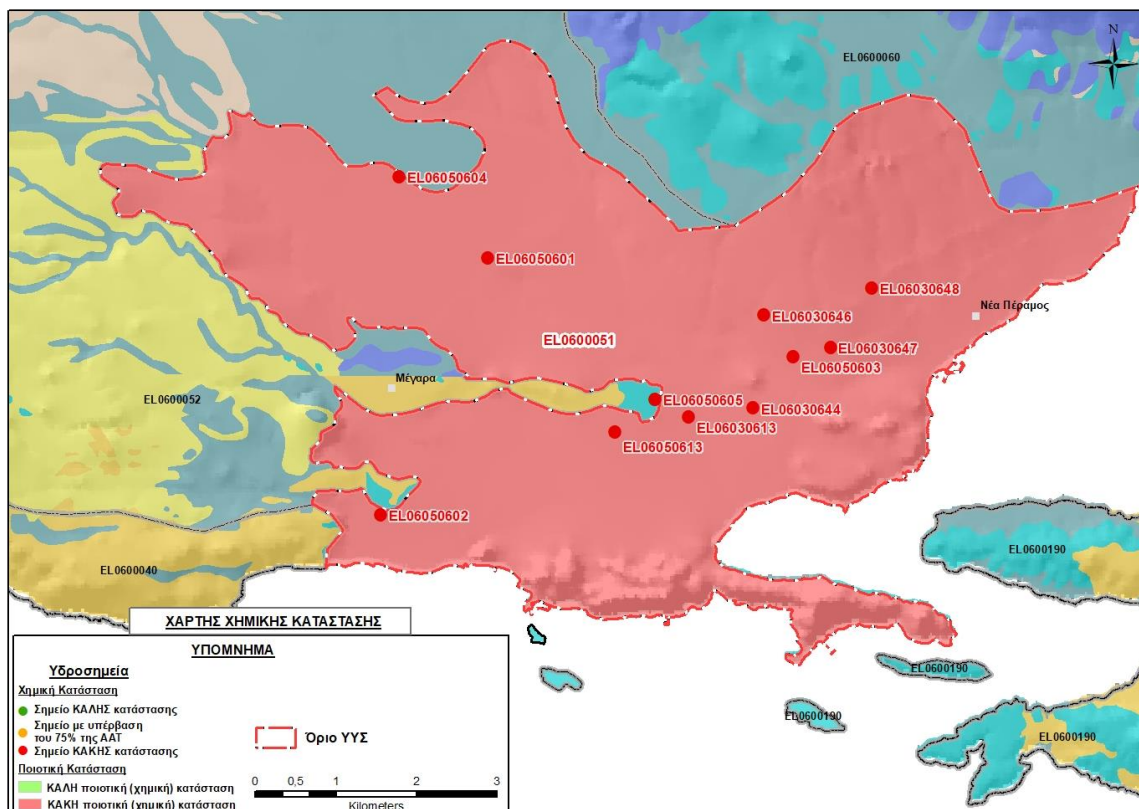 N
EL0600060
EL06050604
EL06050601
EL06030648
Νέα Πέραμος
EL06030646
EL0600051
EL06030647
EL06050603
Μέγαρα
EL0600052
EL06050605
EL06030644
EL06030613
EL06050613
EL06050602
EL0600190
EL0600040
ΧΑΡΤΗΣ ΧΗΜΙΚΗΣ ΚΑΤΑΣΤΑΣΗΣ
EL0600190
EL0600190
EL0600190
ΥΠΟΜΝΗΜΑ
Υδροσημεία
Χημική Κατάσταση
Σημείο ΚΑΛΗΣ κατάστασης
Σημείο με υπέρβαση
του 75% της ΑΑΤ
Σημείο ΚΑΚΗΣ κατάστασης
Όριο ΥΥΣ
Ποιοτική Κατάσταση
ΚΑΛΗ ποιοτική (χημική) κατάσταση
ΚΑΚΗ ποιοτική (χημική) κατάσταση
0 0,5 1 2 3
Kilometers